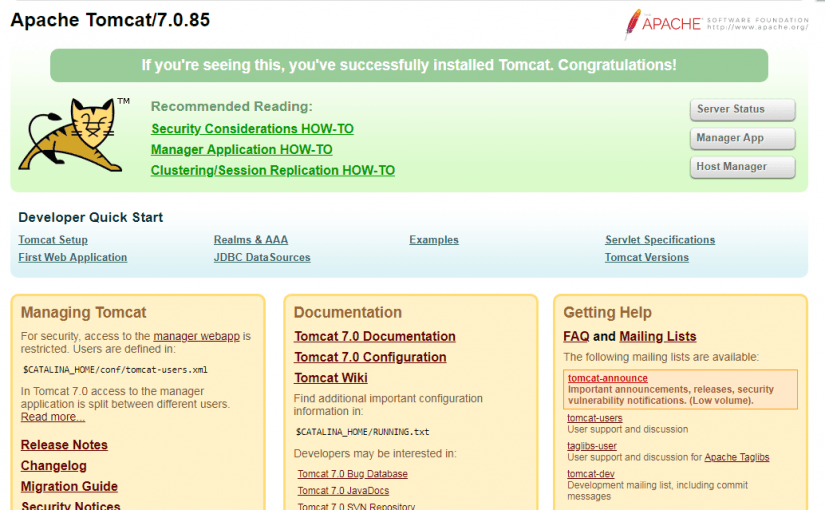 Apache Tomcat/7.0.85
THE
APACHE SOFTWARE FOUNDATION
http://www.apache.org/
If you're seeing this, you've successfully installed Tomcat. Congratulations!
TM
Recommended Reading:
Security Considerations HOW-TO
Manager Application HOW-TO
Clustering/Session Replication HOW-TO
Server Status
Manager App
Host Manager
Developer Quick Start
Tomcat Setup
First Web Application
Realms & AAA
JDBC DataSources
Examples
Servlet Specifications
Tomcat Versions
Managing Tomcat
For security, access to the manager webapp is
restricted. Users are defined in:
$CATALINA_HOME/conf/tomcat-users.xml
In Tomcat 7.0 access to the manager
application is split between different users.
Read more...
Release Notes
Changelog
Migration Guide
Security Notices
Documentation
Tomcat 7.0 Documentation
Tomcat 7.0 Configuration
Tomcat Wiki
Find additional important configuration
information in:
$CATALINA_HOME/RUNNING.txt
Developers may be interested in:
Tomcat 7.0 Bug Database
Tomcat 7.0 JavaDocs
Tomcat 7.0 SVN Repository
Getting Help
FAQ and Mailing Lists
The following mailing lists are available:
tomcat-announce
Important announcements, releases, security
vulnerability notifications. (Low volume).
tomcat-users
User support and discussion
taglibs-user
User support and discussion for Apache Taglibs
tomcat-dev
Development mailing list, including commit
messages